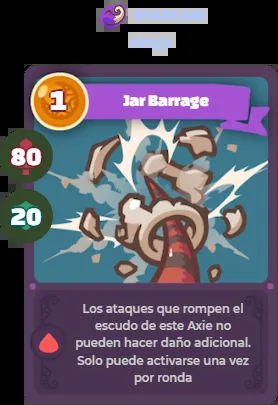 1
Jar Barrage
80
20
Los ataques que rompen el
escudo de este Axie no
pueden hacer daño adicional.
Solo puede activarse una vez
por ronda